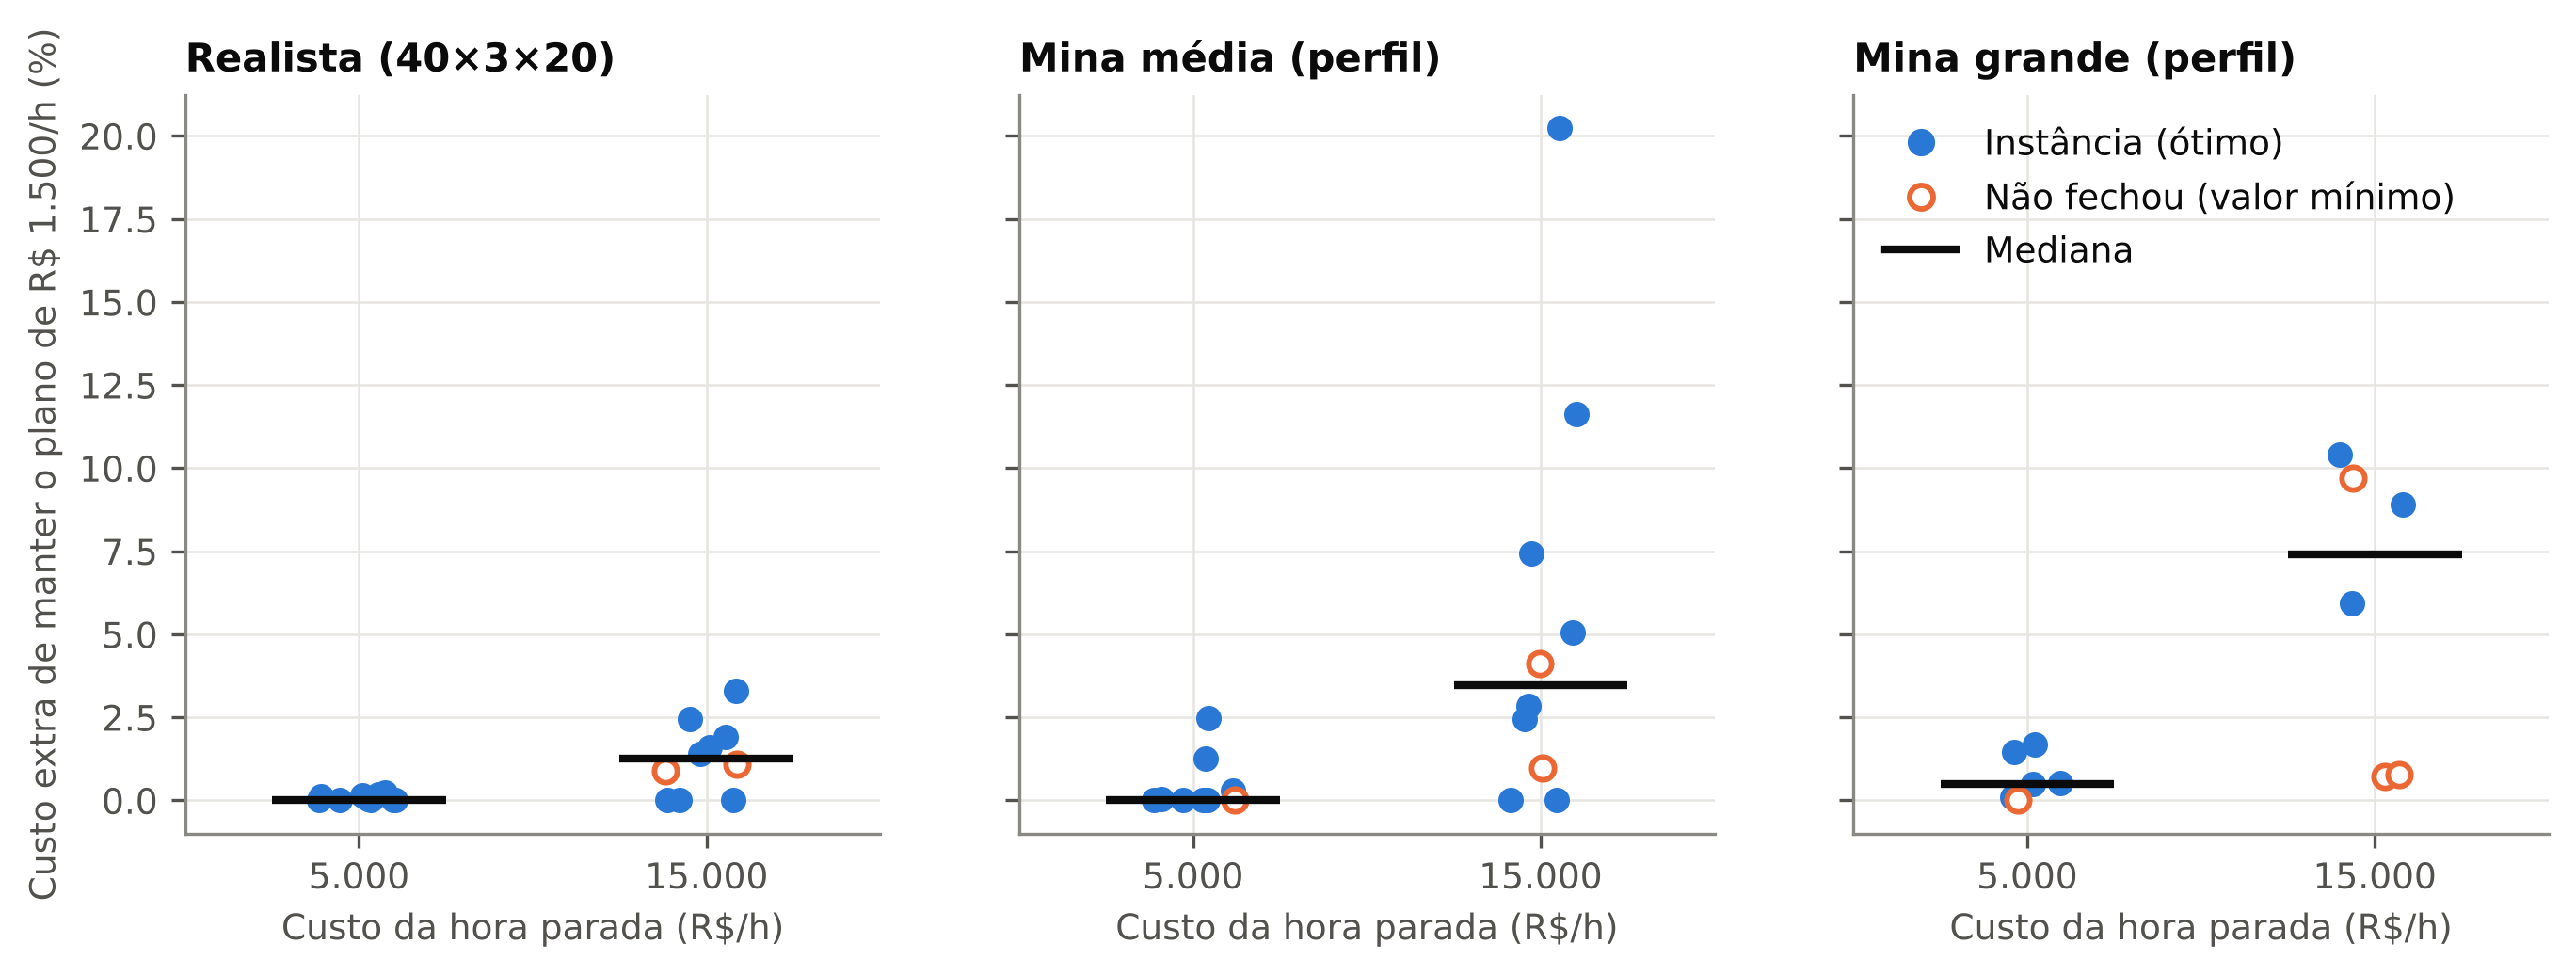 Custo extra de manter o plano de R$ 1.500/h (%)
Realista (40×3×20)
20.0
17.5
15.0
12.5
10.0
7.5
5.0
2.5
0.0
5.000
15.000
Custo da hora parada (R$/h)
Mina média (perfil)
5.000
15.000
Custo da hora parada (R$/h)
Mina grande (perfil)
Instância (ótimo)
Não fechou (valor mínimo)
Mediana
5.000
15.000
Custo da hora parada (R$/h)